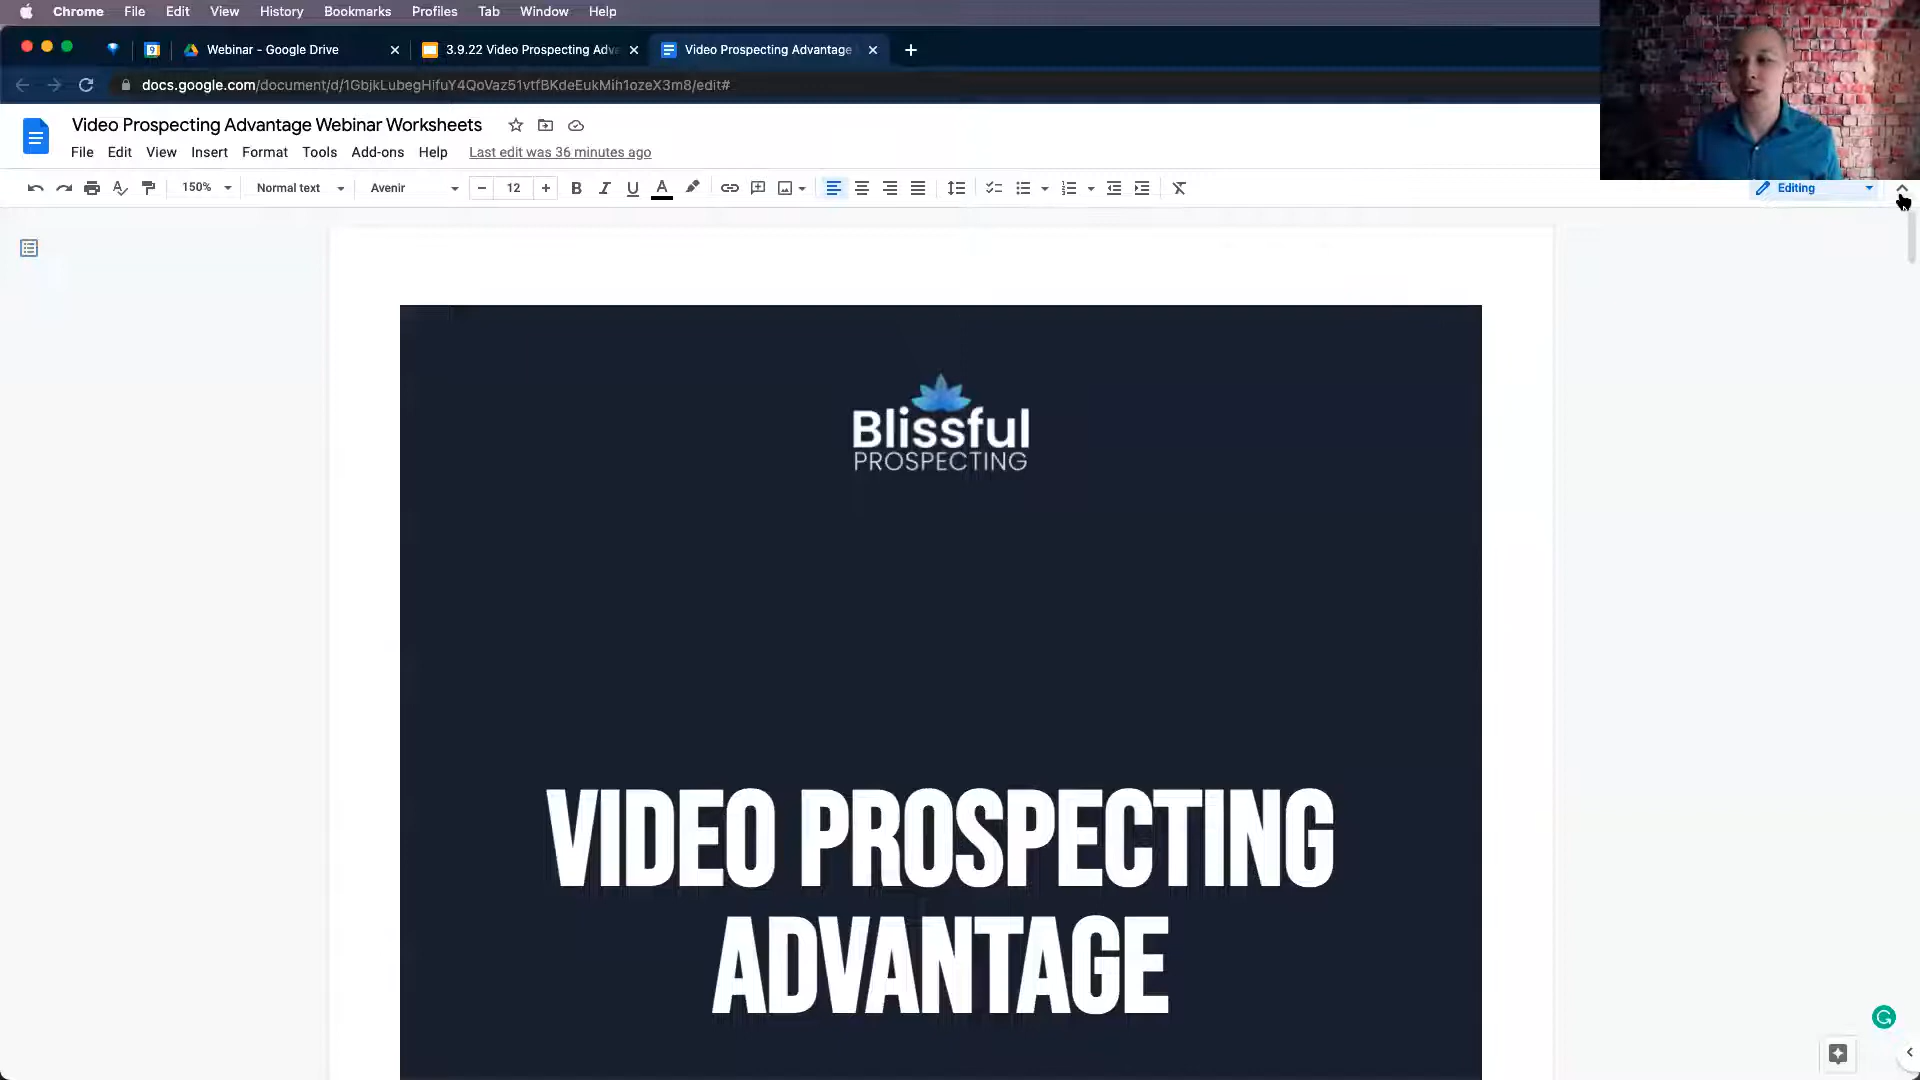 Chrome File Edit View History Bookmarks Profiles Tab Window Help
9 Webinar - Google Drive 3.9.22 Video Prospecting Adv Video Prospecting Advantage
docs.google.com/document/d/1GbjkLubegHifuY4QoVaz51vtfBKdeEukMih1ozeX3m8/edit#
Video Prospecting Advantage Webinar Worksheets
File Edit View Insert Format Tools Add-ons Help Last edit was 36 minutes ago
150% Normal text Avenir 12 B I U A Editing
Blissful
PROSPECTING
VIDEO PROSPECTING
ADVANTAGE